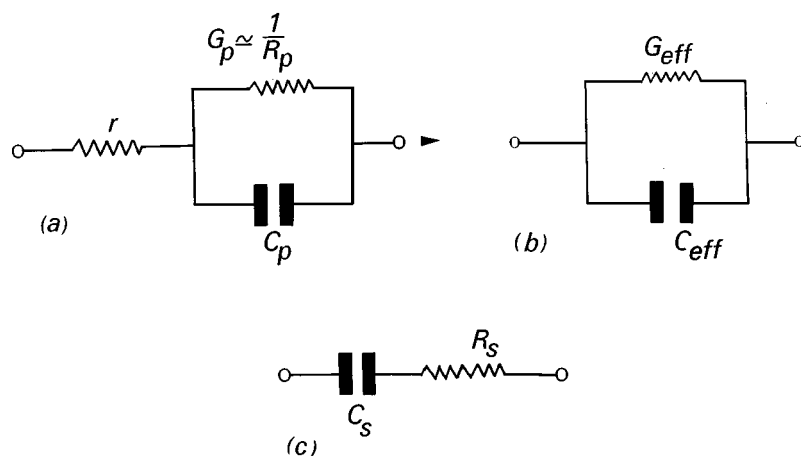 G_p ≃ 1/R_p
r
C_p
(a)
G_eff
C_eff
(b)
R_s
C_s
(c)